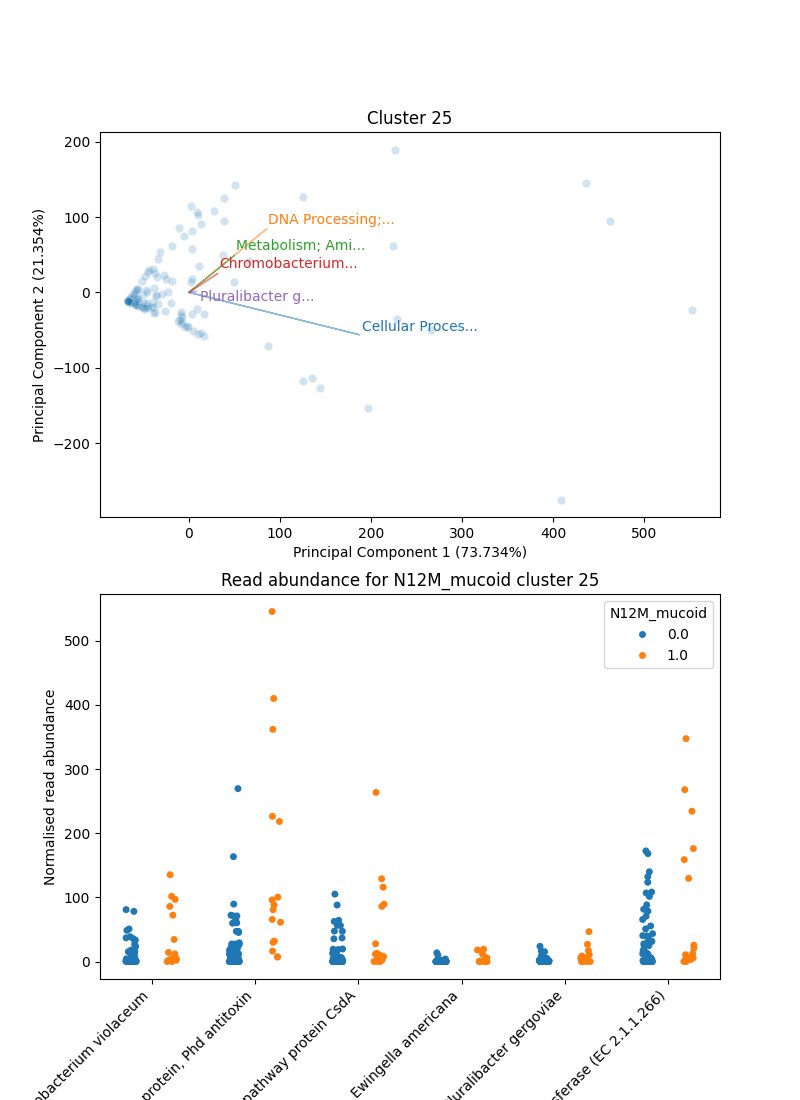 Cluster 25
200
100
0
−100
−200
Principal Component 2 (21.354%)
DNA Processing;...
Metabolism; Ami...
Chromobacterium...
Pluralibacter g...
Cellular Proces...
0 100 200 300 400 500
Principal Component 1 (73.734%)
Read abundance for N12M_mucoid cluster 25
N12M_mucoid
0.0
1.0
500
400
300
200
100
0
Normalised read abundance
obacterium violaceum
protein, Phd antitoxin
pathway protein CsdA
Ewingella americana
luralibacter gergoviae
sferase (EC 2.1.1.266)